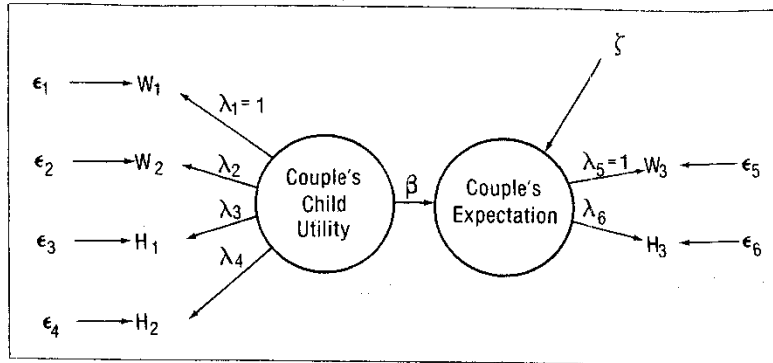 ζ
ϵ₁ W₁
λ₁ = 1
ϵ₂ W₂
λ₂
Couple's
Child
Utility
β
Couple's
Expectation
λ₅ = 1
W₃ ϵ₅
λ₃
ϵ₃ H₁
λ₄
λ₆
H₃ ϵ₆
ϵ₄ H₂